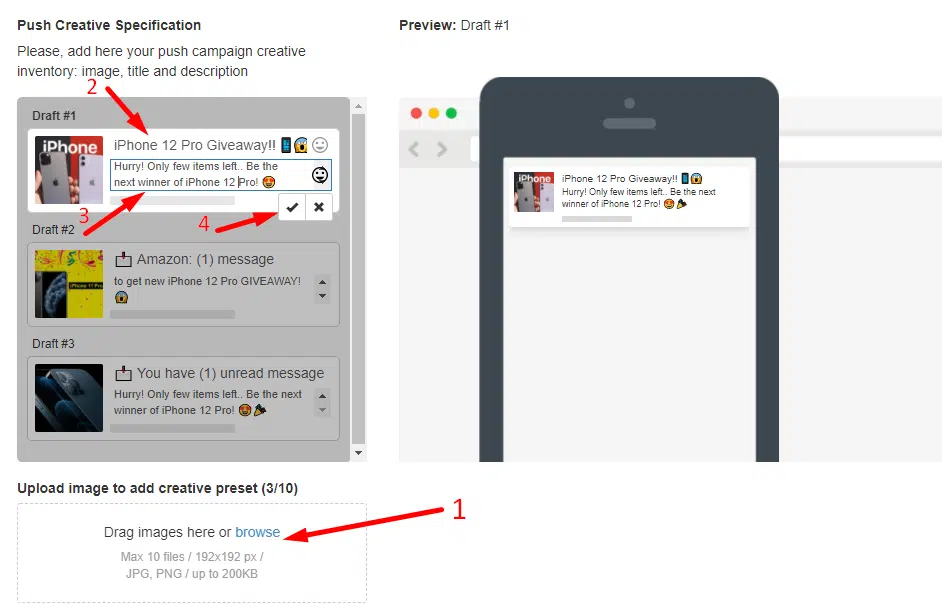 Push Creative Specification
Please, add here your push campaign creative
inventory: image, title and description
2
Draft #1
iPhone
iPhone 12 Pro Giveaway!! 📱😱
Hurry! Only few items left.. Be the
next winner of iPhone 12 Pro! 😍
3
4
Draft #2
📥 Amazon: (1) message
to get new iPhone 12 Pro GIVEAWAY!
😱
Draft #3
📥 You have (1) unread message
Hurry! Only few items left.. Be the next
winner of iPhone 12 Pro! 😍🎉
Upload image to add creative preset (3/10)
Drag images here or browse
1
Max 10 files / 192x192 px /
JPG, PNG / up to 200KB
Preview: Draft #1
iPhone
iPhone 12 Pro Giveaway!! 📱😱
Hurry! Only few items left.. Be the next
winner of iPhone 12 Pro! 😍🎉